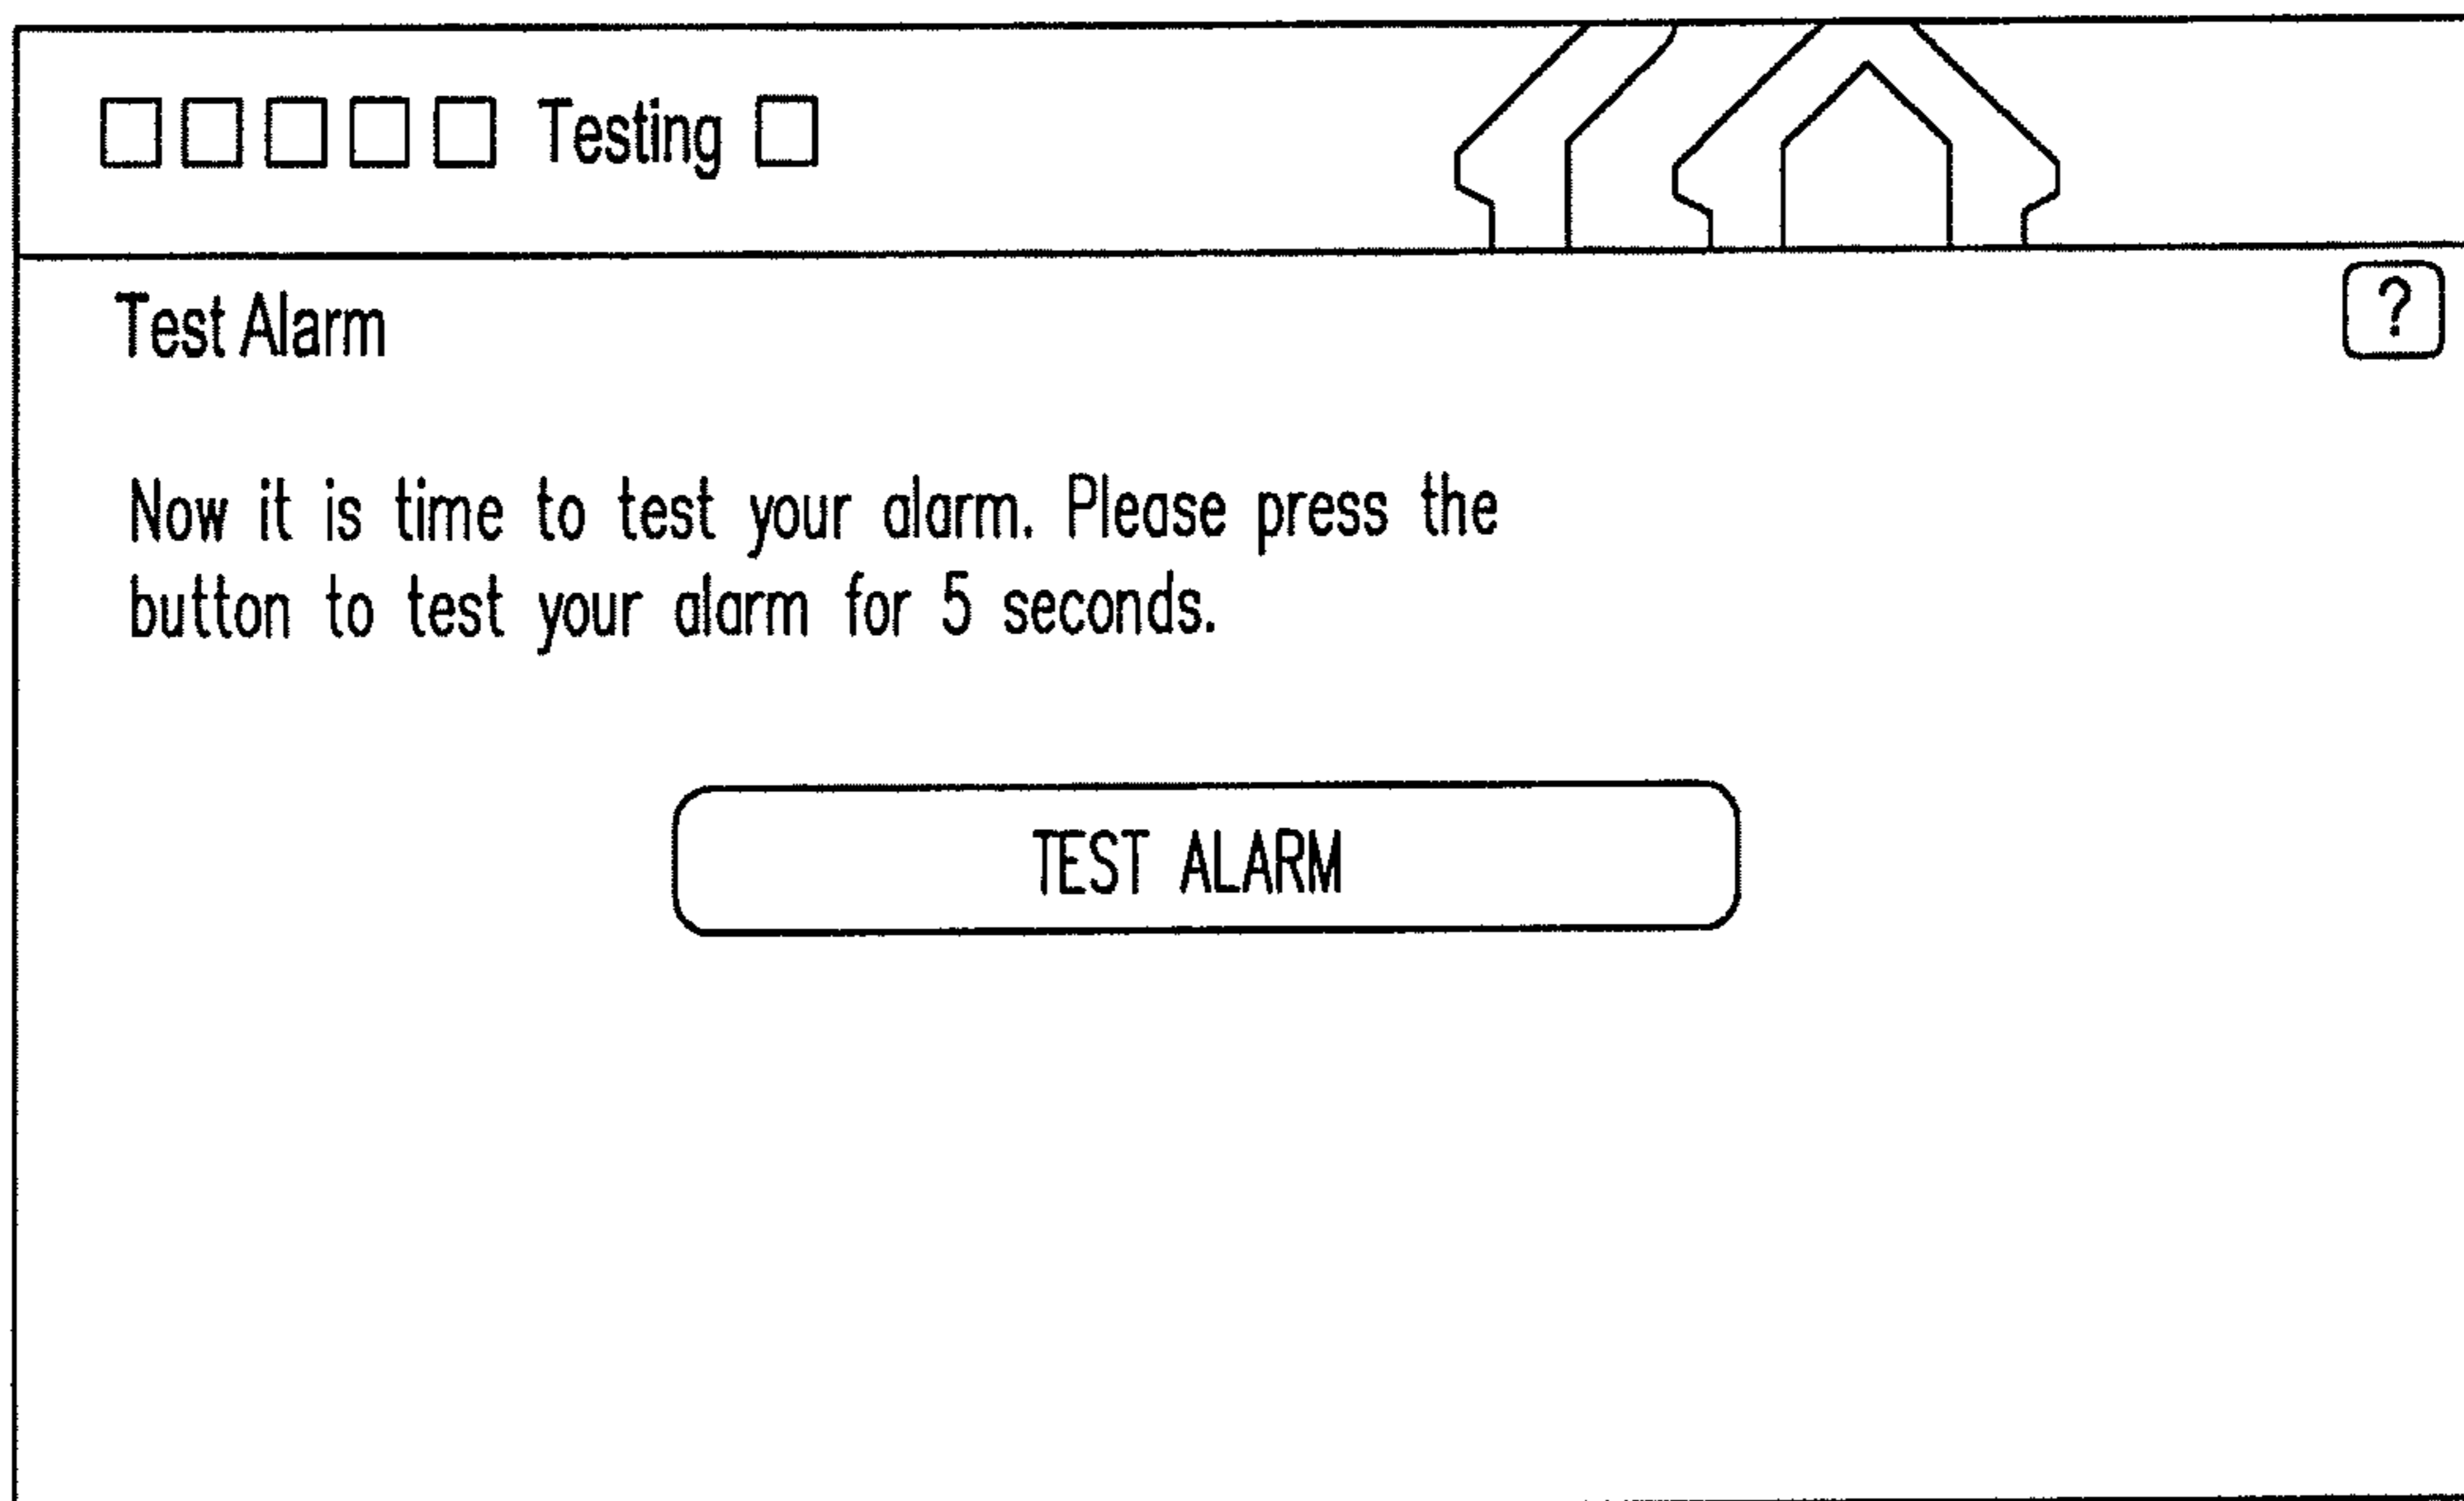 Testing
Test Alarm
?
Now it is time to test your alarm. Please press the
button to test your alarm for 5 seconds.
TEST ALARM